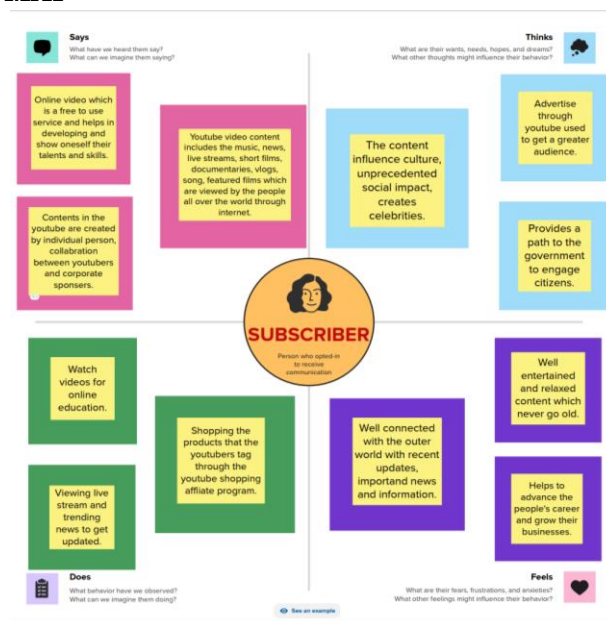 Says
What have we heard them say?
What can we imagine them saying?
Thinks
What are their wants, needs, hopes, and dreams?
What other thoughts might influence their behavior?
Online video which
is a free to use
service and helps in
developing and
show oneself their
talents and skills.
Youtube video content
includes the music, news,
live streams, short films,
documentaries, vlogs,
song, featured films which
are viewed by the people
all over the world through
internet.
Contents in the
youtube are created
by individual person,
collabration
between youtubers
and corporate
sponsers.
The content
influence culture,
unprecedented
social impact,
creates
celebrities.
Advertise
through
youtube used
to get a greater
audience.
Provides a
path to the
government
to engage
citizens.
SUBSCRIBER
Person who opted-in
to receive
communication
Watch
videos for
online
education.
Shopping the
products that the
youtubers tag
through the
youtube shopping
affliate program.
Viewing live
stream and
trending
news to get
updated.
Well connected
with the outer
world with recent
updates,
importand news
and information.
Well
entertained
and relaxed
content which
never go old.
Helps to
advance the
people's career
and grow their
businesses.
Does
What behavior have we observed?
What can we imagine them doing?
Feels
What are their fears, frustrations, and anxieties?
What other feelings might influence their behavior?
See an example